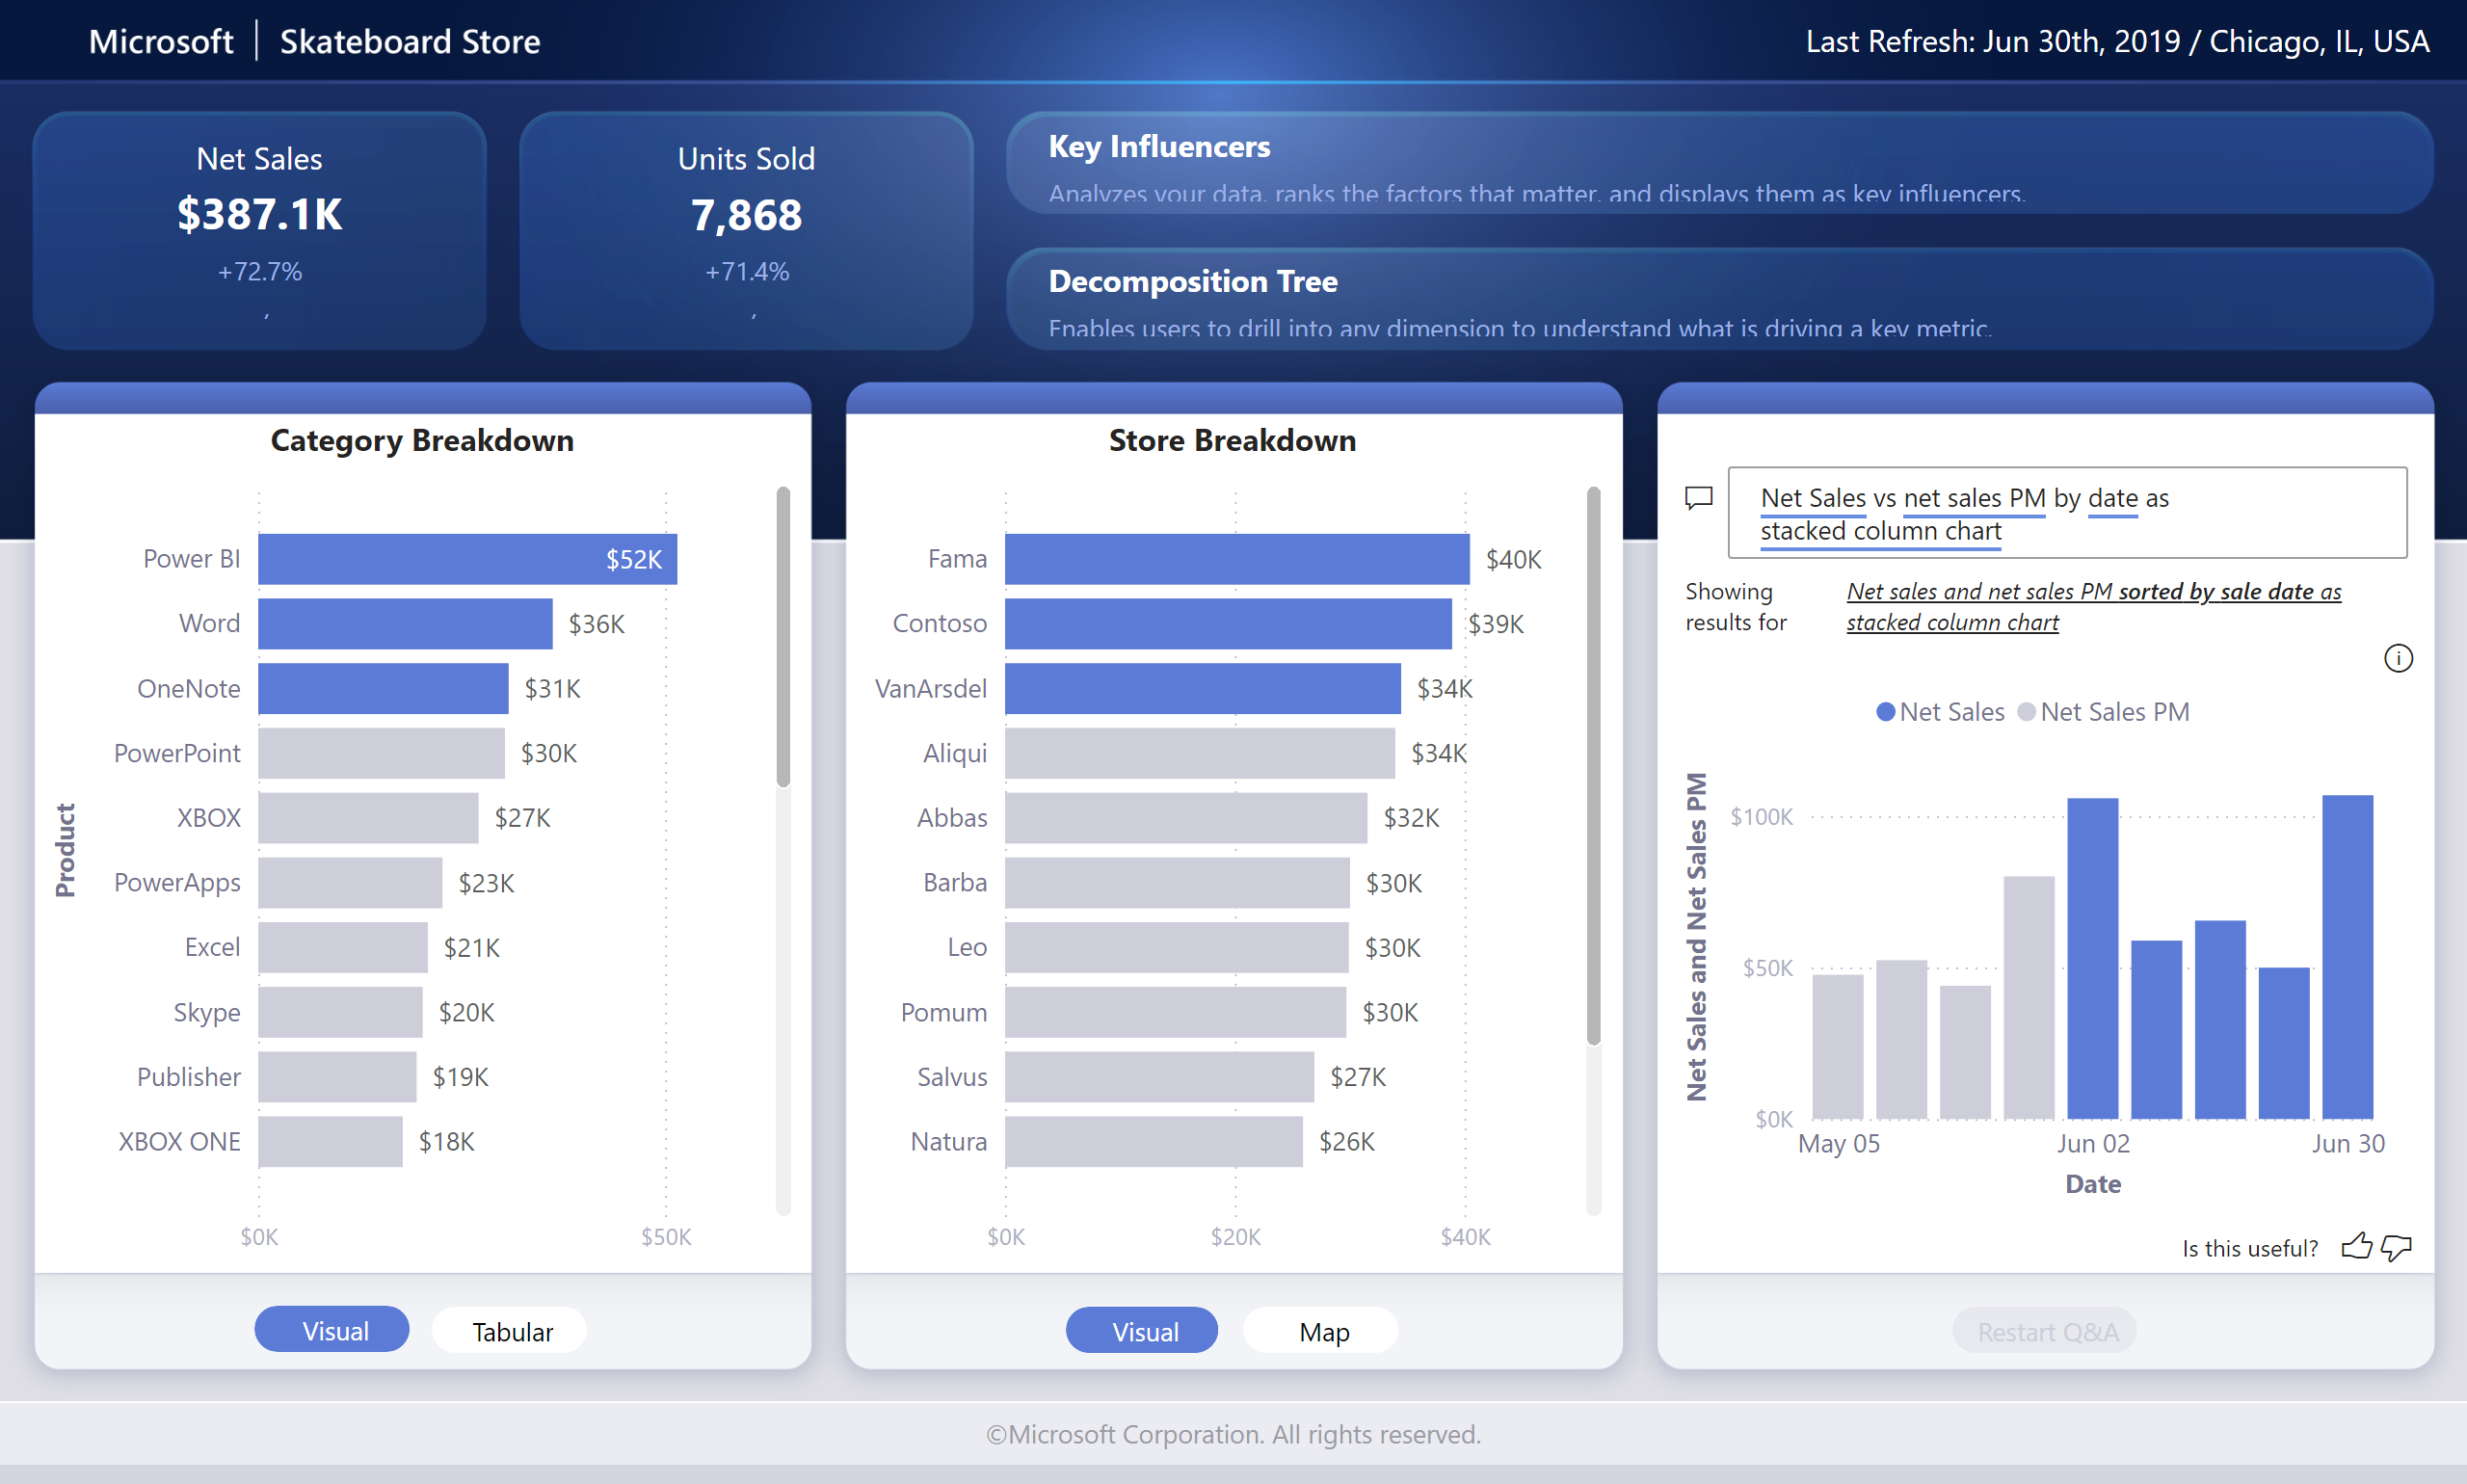 Microsoft | Skateboard Store
Last Refresh: Jun 30th, 2019 / Chicago, IL, USA
Net Sales
$387.1K
+72.7%
,
Units Sold
7,868
+71.4%
,
Key Influencers
Analyzes your data, ranks the factors that matter, and displays them as key influencers.
Decomposition Tree
Enables users to drill into any dimension to understand what is driving a key metric.
Category Breakdown
Product
Power BI $52K
Word $36K
OneNote $31K
PowerPoint $30K
XBOX $27K
PowerApps $23K
Excel $21K
Skype $20K
Publisher $19K
XBOX ONE $18K
$0K $50K
Visual Tabular
Store Breakdown
Fama $40K
Contoso $39K
VanArsdel $34K
Aliqui $34K
Abbas $32K
Barba $30K
Leo $30K
Pomum $30K
Salvus $27K
Natura $26K
$0K $20K $40K
Visual Map
Net Sales vs net sales PM by date as
stacked column chart
Showing
results for
Net sales and net sales PM sorted by sale date as
stacked column chart
i
Net Sales Net Sales PM
Net Sales and Net Sales PM
$100K
$50K
$0K
May 05 Jun 02 Jun 30
Date
Is this useful?
Restart Q&A
©Microsoft Corporation. All rights reserved.